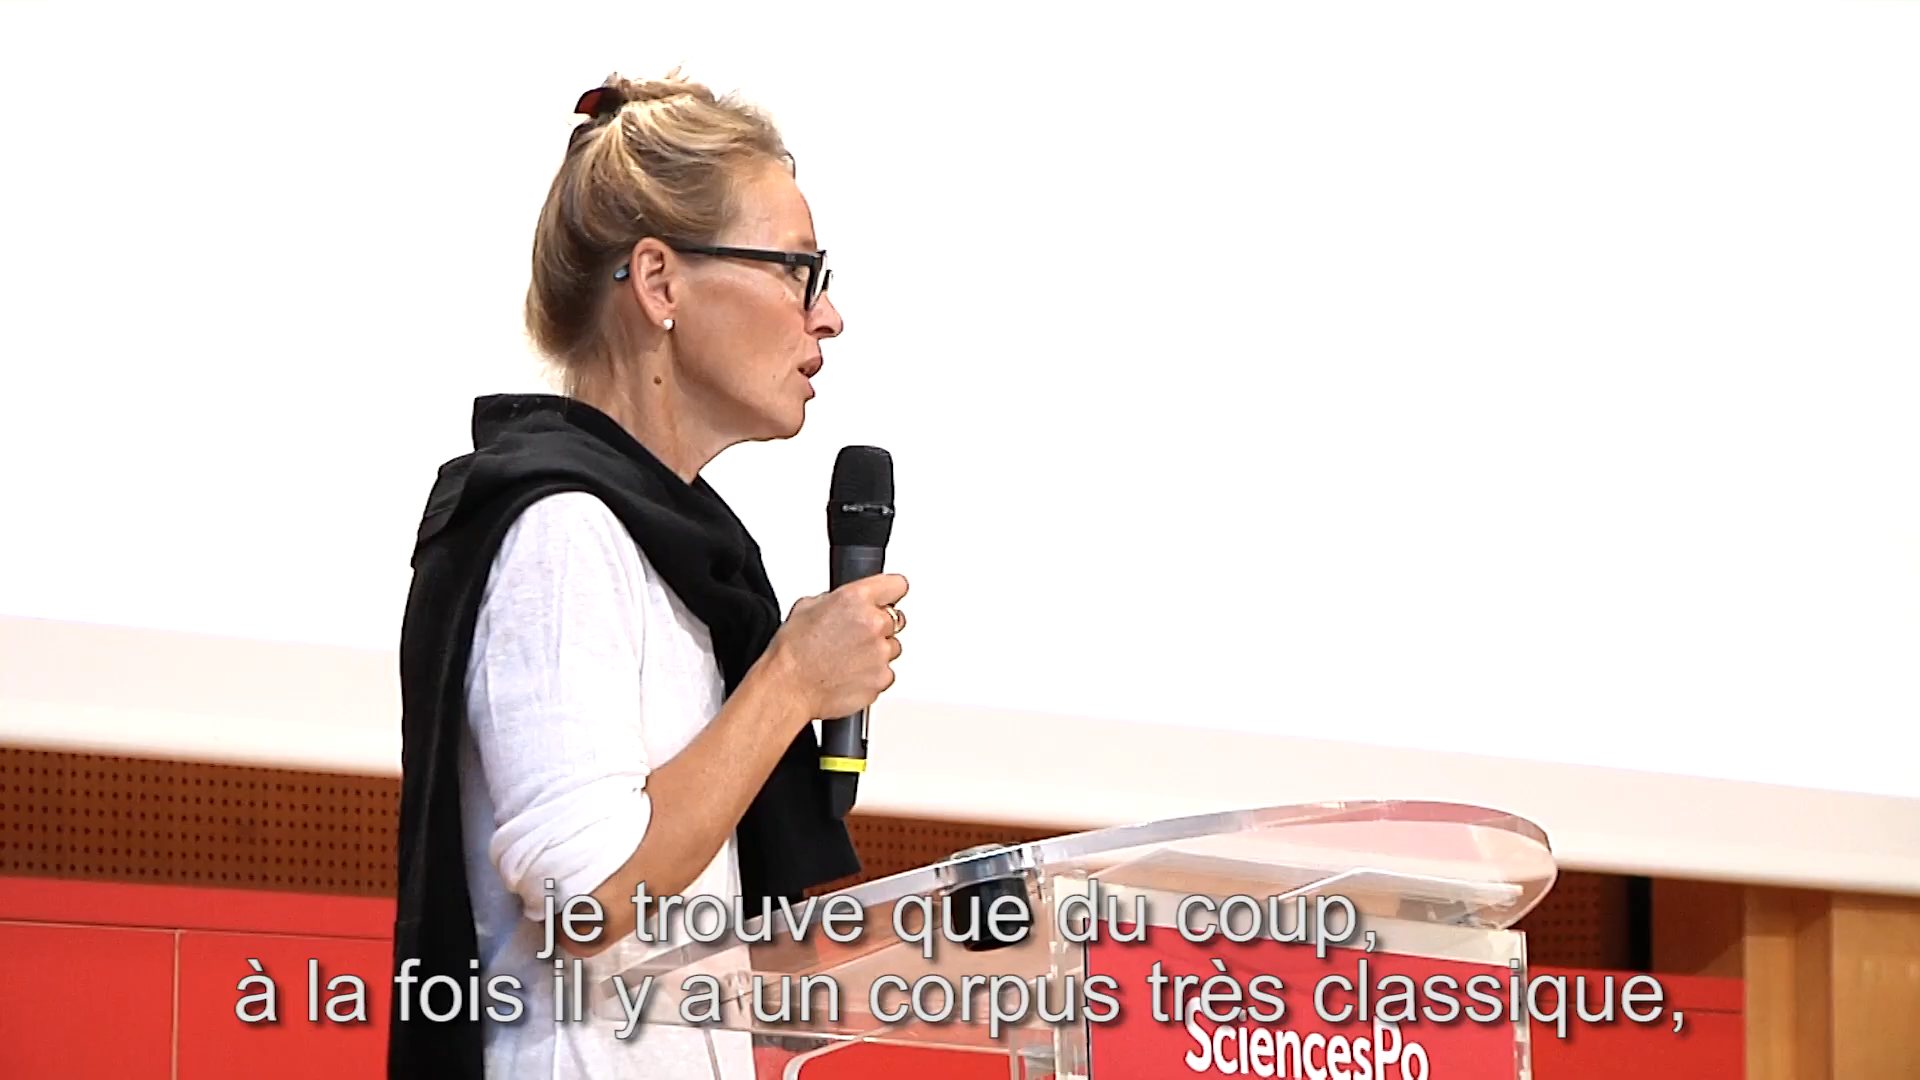 je trouve que du coup,
à la fois il y a un corpus très classique,
SciencesPo